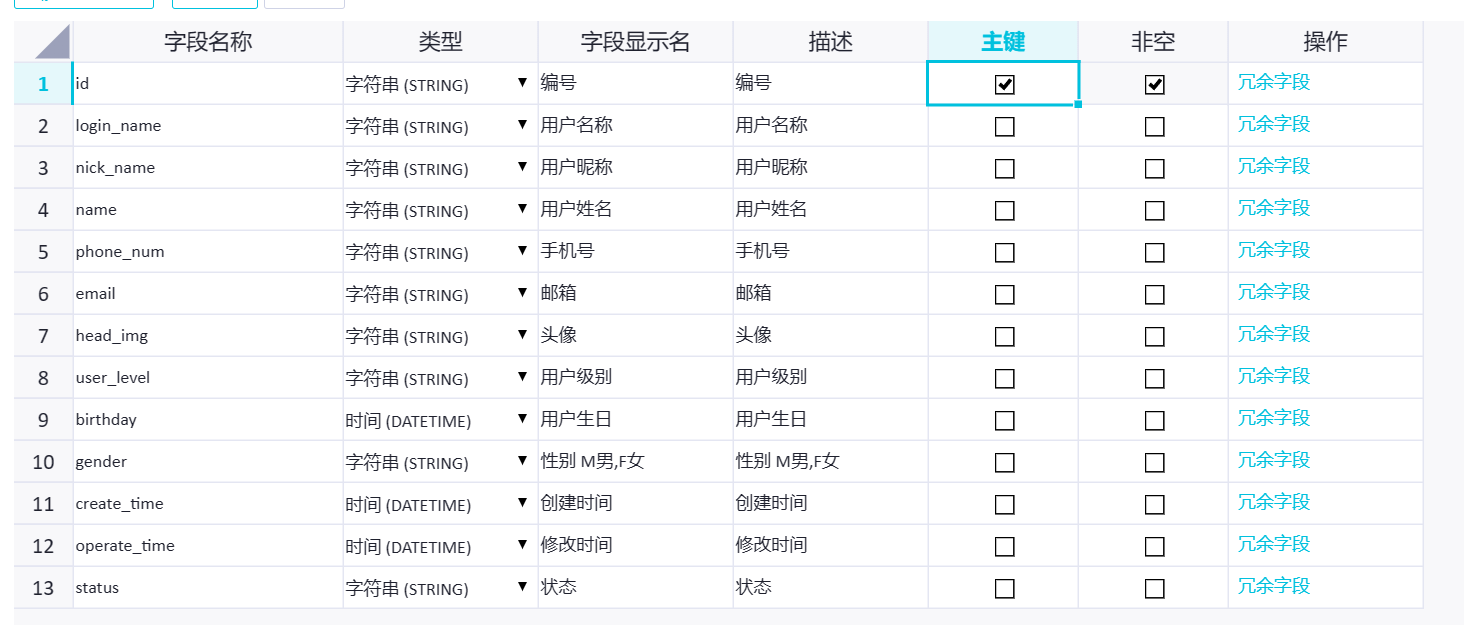 字段名称 类型 字段显示名 描述 主键 非空 操作
1 id 字符串 (STRING) 编号 编号 冗余字段
2 login_name 字符串 (STRING) 用户名称 用户名称 冗余字段
3 nick_name 字符串 (STRING) 用户昵称 用户昵称 冗余字段
4 name 字符串 (STRING) 用户姓名 用户姓名 冗余字段
5 phone_num 字符串 (STRING) 手机号 手机号 冗余字段
6 email 字符串 (STRING) 邮箱 邮箱 冗余字段
7 head_img 字符串 (STRING) 头像 头像 冗余字段
8 user_level 字符串 (STRING) 用户级别 用户级别 冗余字段
9 birthday 时间 (DATETIME) 用户生日 用户生日 冗余字段
10 gender 字符串 (STRING) 性别 M男,F女 性别 M男,F女 冗余字段
11 create_time 时间 (DATETIME) 创建时间 创建时间 冗余字段
12 operate_time 时间 (DATETIME) 修改时间 修改时间 冗余字段
13 status 字符串 (STRING) 状态 状态 冗余字段